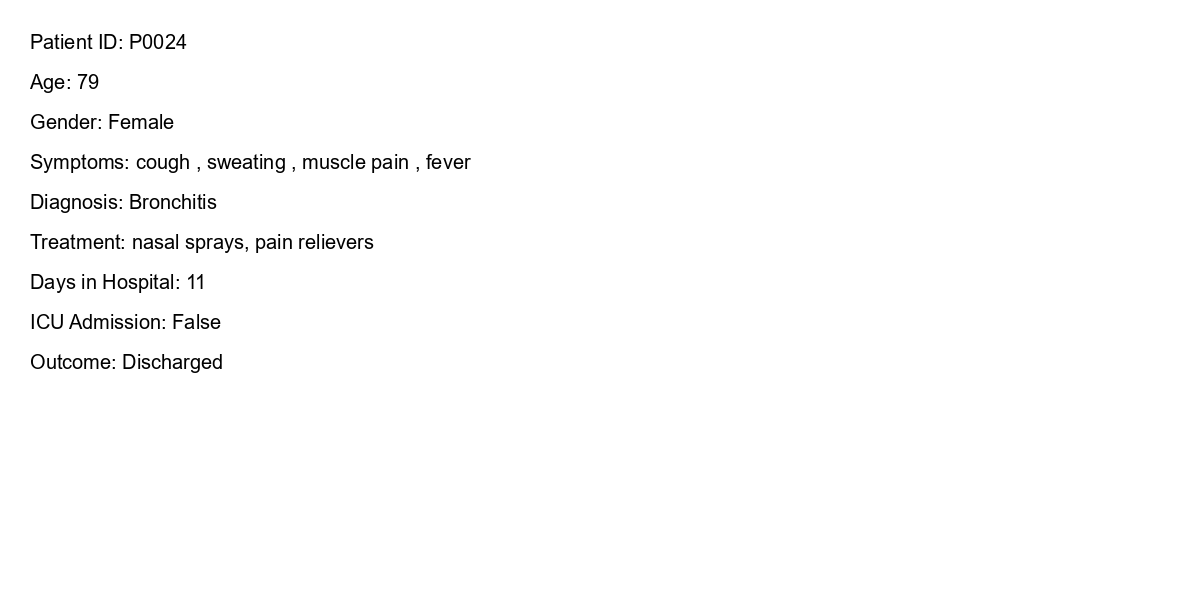 Patient ID: P0024
Age: 79
Gender: Female
Symptoms: cough , sweating , muscle pain , fever
Diagnosis: Bronchitis
Treatment: nasal sprays, pain relievers
Days in Hospital: 11
ICU Admission: False
Outcome: Discharged